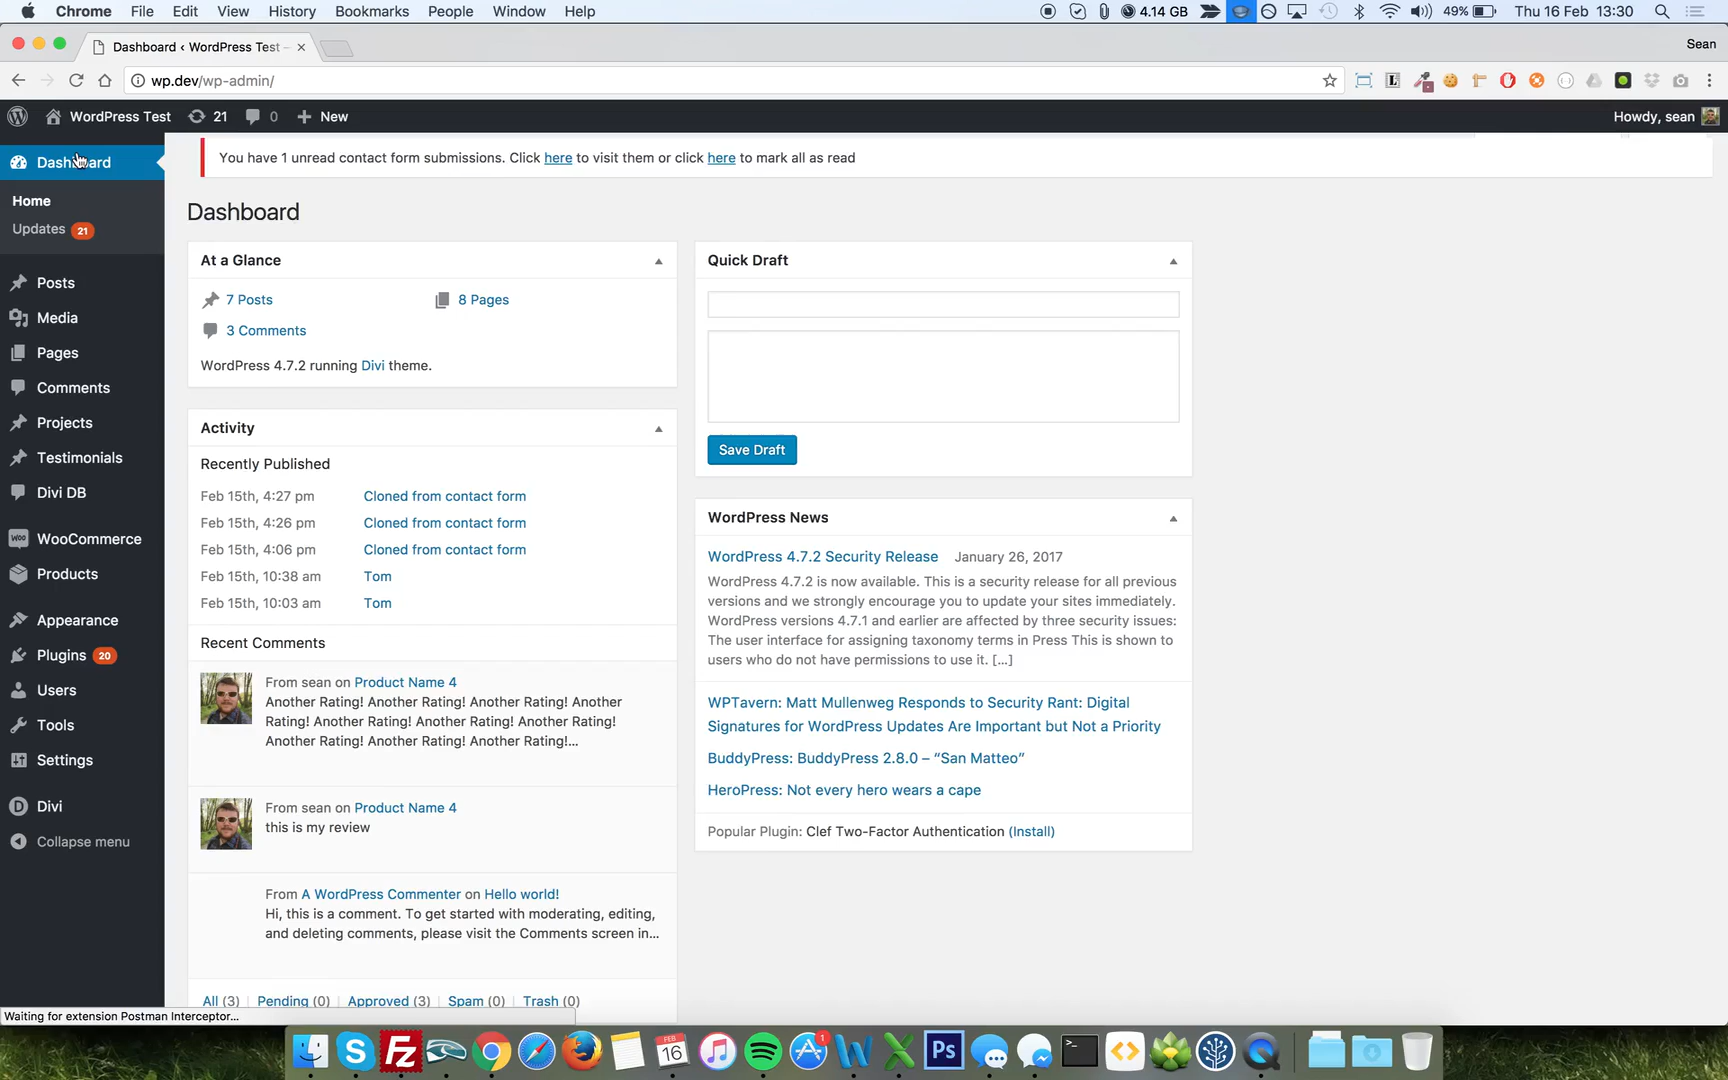 Chrome File Edit View History Bookmarks People Window Help 4.14 GB 49% Thu 16 Feb 13:30
Dashboard ‹ WordPress Test – Sean
wp.dev/wp-admin/
WordPress Test 21 0 New Howdy, sean
Dashboard
Home
Updates 21
Posts
Media
Pages
Comments
Projects
Testimonials
Divi DB
WooCommerce
Products
Appearance
Plugins 20
Users
Tools
Settings
Divi
Collapse menu
You have 1 unread contact form submissions. Click here to visit them or click here to mark all as read
Dashboard
At a Glance
7 Posts 8 Pages
3 Comments
WordPress 4.7.2 running Divi theme.
Activity
Recently Published
Feb 15th, 4:27 pm Cloned from contact form
Feb 15th, 4:26 pm Cloned from contact form
Feb 15th, 4:06 pm Cloned from contact form
Feb 15th, 10:38 am Tom
Feb 15th, 10:03 am Tom
Recent Comments
From sean on Product Name 4
Another Rating! Another Rating! Another Rating! Another
Rating! Another Rating! Another Rating! Another Rating!
Another Rating! Another Rating! Another Rating!...
From sean on Product Name 4
this is my review
From A WordPress Commenter on Hello world!
Hi, this is a comment. To get started with moderating, editing,
and deleting comments, please visit the Comments screen in...
All (3) Pending (0) Approved (3) Spam (0) Trash (0)
Quick Draft
Save Draft
WordPress News
WordPress 4.7.2 Security Release January 26, 2017
WordPress 4.7.2 is now available. This is a security release for all previous
versions and we strongly encourage you to update your sites immediately.
WordPress versions 4.7.1 and earlier are affected by three security issues:
The user interface for assigning taxonomy terms in Press This is shown to
users who do not have permissions to use it. [...]
WPTavern: Matt Mullenweg Responds to Security Rant: Digital
Signatures for WordPress Updates Are Important but Not a Priority
BuddyPress: BuddyPress 2.8.0 – “San Matteo”
HeroPress: Not every hero wears a cape
Popular Plugin: Clef Two-Factor Authentication (Install)
Waiting for extension Postman Interceptor...
FEB
16
1
Ps